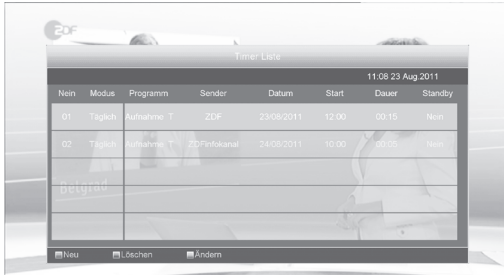 ZDF
Timer Liste
11:08 23 Aug.2011
Nein Modus Programm Sender Datum Start Dauer Standby
01 Täglich Aufnahme T ZDF 23/08/2011 12:00 00:15 Nein
02 Täglich Aufnahme T ZDFinfokanal 24/08/2011 10:00 00:05 Nein
Belgrad
Neu Löschen Ändern